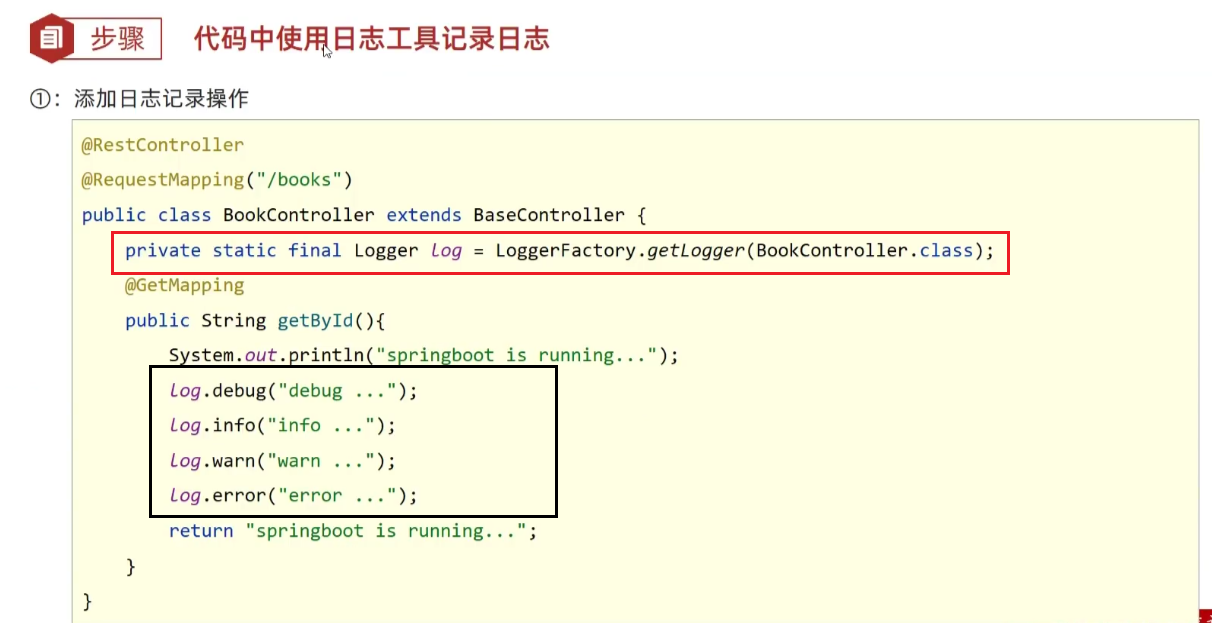 步骤 代码中使用日志工具记录日志
①：添加日志记录操作
@RestController
@RequestMapping("/books")
public class BookController extends BaseController {
private static final Logger log = LoggerFactory.getLogger(BookController.class);
@GetMapping
public String getById(){
System.out.println("springboot is running...");
log.debug("debug ...");
log.info("info ...");
log.warn("warn ...");
log.error("error ...");
return "springboot is running...";
}
}